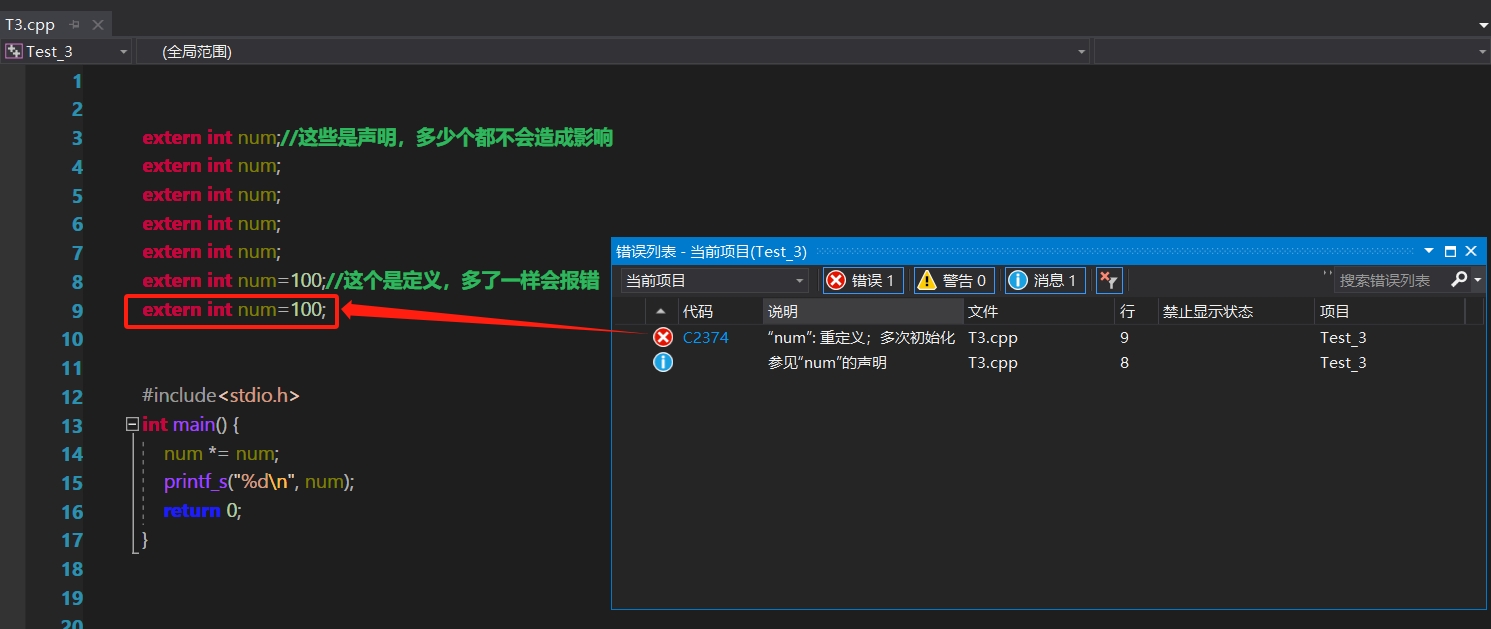 T3.cpp
Test_3
(全局范围)
1
2
3 extern int num;//这些是声明，多少个都不会造成影响
4 extern int num;
5 extern int num;
6 extern int num;
7 extern int num;
8 extern int num=100;//这个是定义，多了一样会报错
9 extern int num=100;
10
11
12 #include<stdio.h>
13 int main() {
14 num *= num;
15 printf_s("%d\n", num);
16 return 0;
17 }
18
19
20
错误列表 - 当前项目(Test_3)
当前项目 错误 1 警告 0 消息 1 搜索错误列表
代码 说明 文件 行 禁止显示状态 项目
C2374 “num”: 重定义；多次初始化 T3.cpp 9 Test_3
参见“num”的声明 T3.cpp 8 Test_3